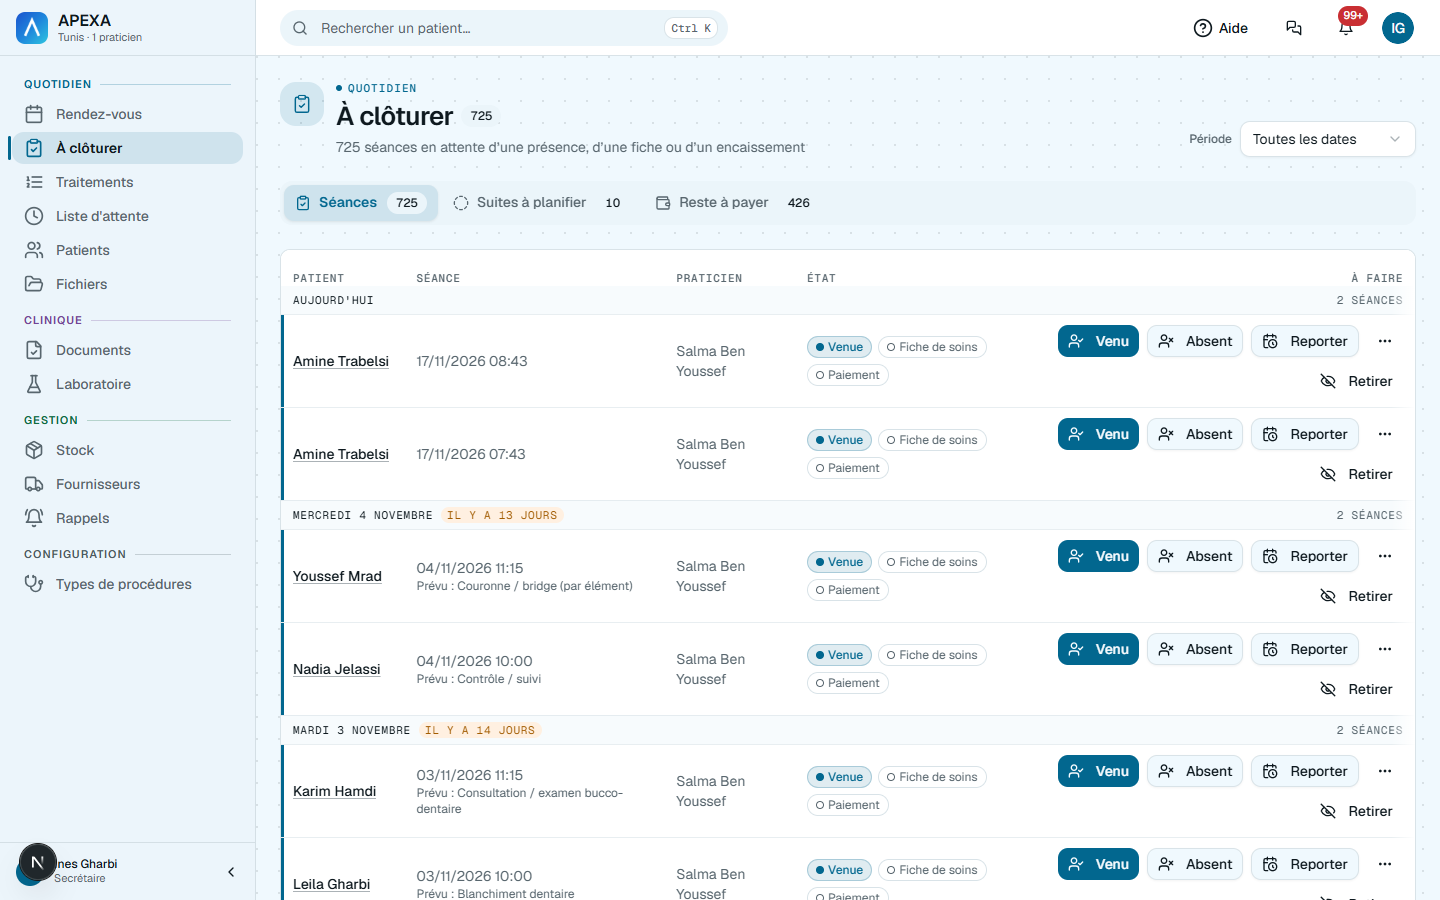 APEXA
Tunis · 1 praticien
Rechercher un patient…
Ctrl K
Aide
99+
IG
QUOTIDIEN
Rendez-vous
À clôturer
Traitements
Liste d'attente
Patients
Fichiers
CLINIQUE
Documents
Laboratoire
GESTION
Stock
Fournisseurs
Rappels
CONFIGURATION
Types de procédures
N
nes Gharbi
Secrétaire
QUOTIDIEN
À clôturer 725
725 séances en attente d'une présence, d'une fiche ou d'un encaissement
Période
Toutes les dates
Séances 725
Suites à planifier 10
Reste à payer 426
PATIENT SÉANCE PRATICIEN ÉTAT À FAIRE
AUJOURD'HUI 2 SÉANCES
Amine Trabelsi
17/11/2026 08:43
Salma Ben
Youssef
Venue
Fiche de soins
Paiement
Venu
Absent
Reporter
Retirer
Amine Trabelsi
17/11/2026 07:43
Salma Ben
Youssef
Venue
Fiche de soins
Paiement
Venu
Absent
Reporter
Retirer
MERCREDI 4 NOVEMBRE IL Y A 13 JOURS 2 SÉANCES
Youssef Mrad
04/11/2026 11:15
Prévu : Couronne / bridge (par élément)
Salma Ben
Youssef
Venue
Fiche de soins
Paiement
Venu
Absent
Reporter
Retirer
Nadia Jelassi
04/11/2026 10:00
Prévu : Contrôle / suivi
Salma Ben
Youssef
Venue
Fiche de soins
Paiement
Venu
Absent
Reporter
Retirer
MARDI 3 NOVEMBRE IL Y A 14 JOURS 2 SÉANCES
Karim Hamdi
03/11/2026 11:15
Prévu : Consultation / examen bucco-
dentaire
Salma Ben
Youssef
Venue
Fiche de soins
Paiement
Venu
Absent
Reporter
Retirer
Leila Gharbi
03/11/2026 10:00
Prévu : Blanchiment dentaire
Salma Ben
Youssef
Venue
Fiche de soins
Paiement
Venu
Absent
Reporter